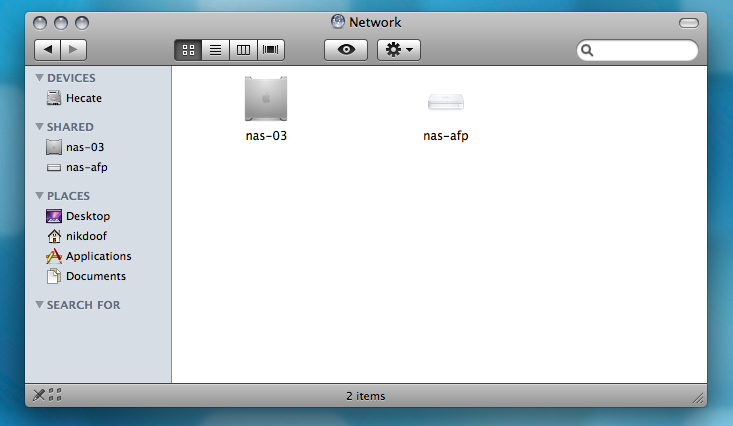 Network
DEVICES
Hecate
SHARED
nas-03
nas-afp
PLACES
Desktop
nikdoof
Applications
Documents
SEARCH FOR
nas-03
nas-afp
2 items